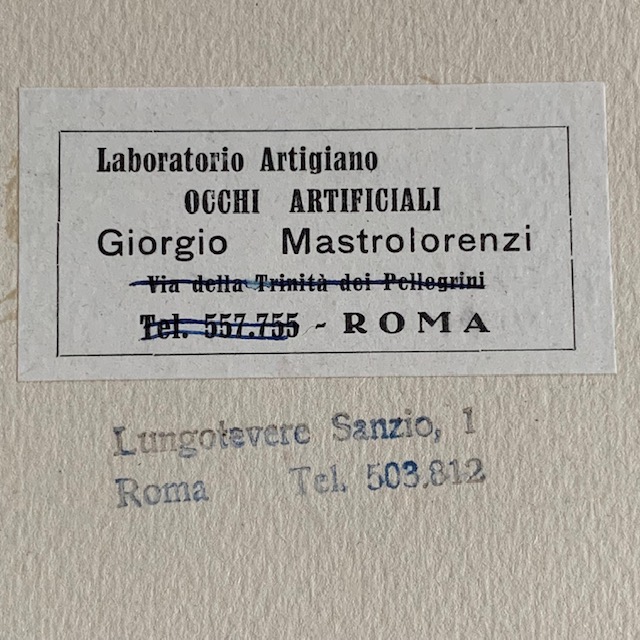 Laboratorio Artigiano
OCCHI ARTIFICIALI
Giorgio Mastrolorenzi
Via della Trinità dei Pellegrini
Tel. 557.755 - ROMA
Lungotevere Sanzio, 1
Roma Tel. 503.812